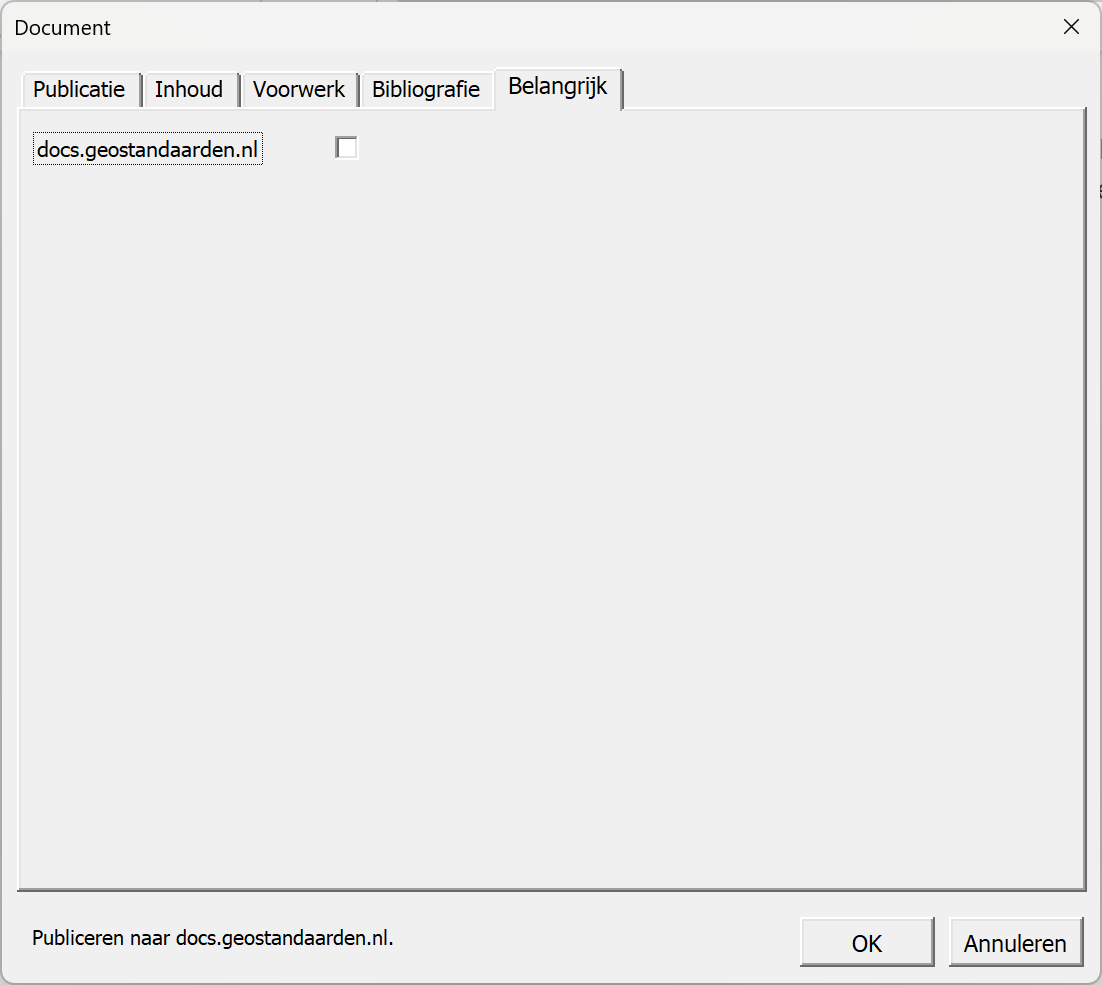 Document
Publicatie Inhoud Voorwerk Bibliografie Belangrijk
docs.geostandaarden.nl
Publiceren naar docs.geostandaarden.nl.
OK Annuleren